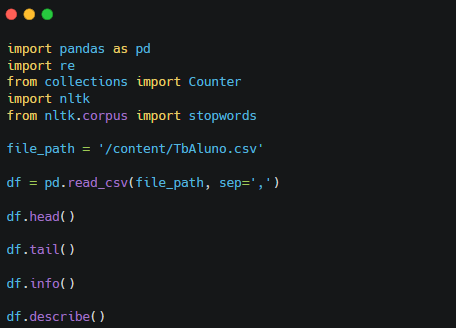 import pandas as pd
import re
from collections import Counter
import nltk
from nltk.corpus import stopwords
file_path = '/content/TbAluno.csv'
df = pd.read_csv(file_path, sep=',')
df.head()
df.tail()
df.info()
df.describe()